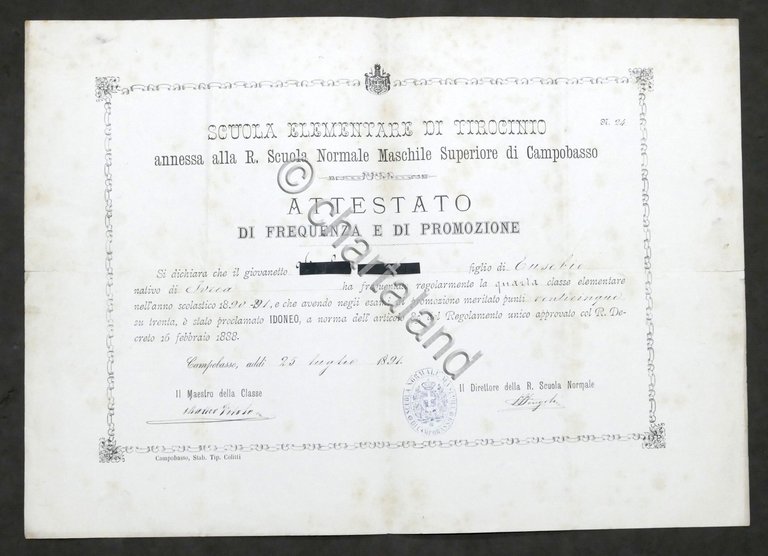 SCUOLA ELEMENTARE DI TIROCINIO
N. 24
annessa alla R. Scuola Normale Maschile Superiore di Campobasso
ATTESTATO
DI FREQUENZA E DI PROMOZIONE
Si dichiara che il giovanetto figlio di Eusebio
nativo di ha frequentato regolarmente la quarta classe elementare
nell'anno scolastico 1890-91, e che avendo negli esami promozione meritato punti venticinque
su trenta, è stato proclamato IDONEO, a norma dell'articolo del Regolamento unico approvato col R. De-
creto 16 febbraio 1888.
Campobasso, addì 25 luglio 1891.
Il Maestro della Classe
Il Direttore della R. Scuola Normale
Campobasso, Stab. Tip. Colitti
© chartaland